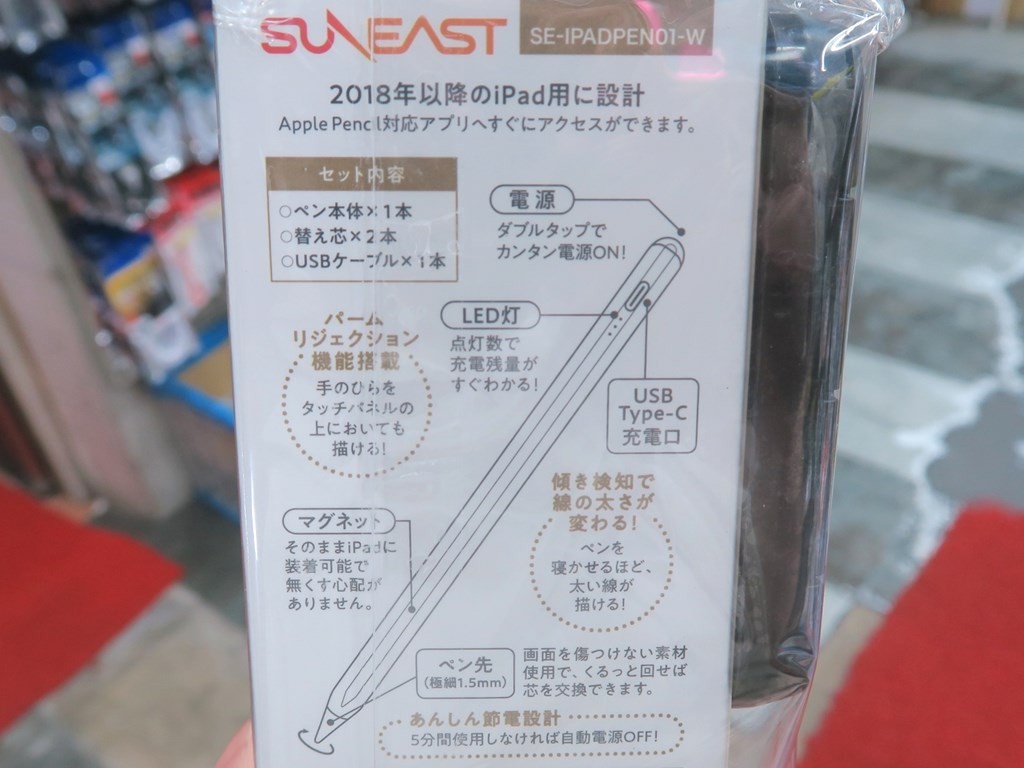 SUNEAST
SE-IPADPEN01-W
2018年以降のiPad用に設計
Apple Pencil対応アプリへすぐにアクセスができます。
セット内容
○ペン本体×1本
○替え芯×2本
○USBケーブル×1本
電源
ダブルタップで
カンタン電源ON!
LED灯
点灯数で
充電残量が
すぐわかる!
USB
Type-C
充電口
パーム
リジェクション
機能搭載
手のひらを
タッチパネルの
上においても
描ける!
傾き検知で
線の太さが
変わる!
ペンを
寝かせるほど、
太い線が
描ける!
マグネット
そのままiPadに
装着可能で
無くす心配が
ありません。
ペン先
(極細1.5mm)
画面を傷つけない素材
使用で、くるっと回せば
芯を交換できます。
あんしん節電設計
5分間使用しなければ自動電源OFF!